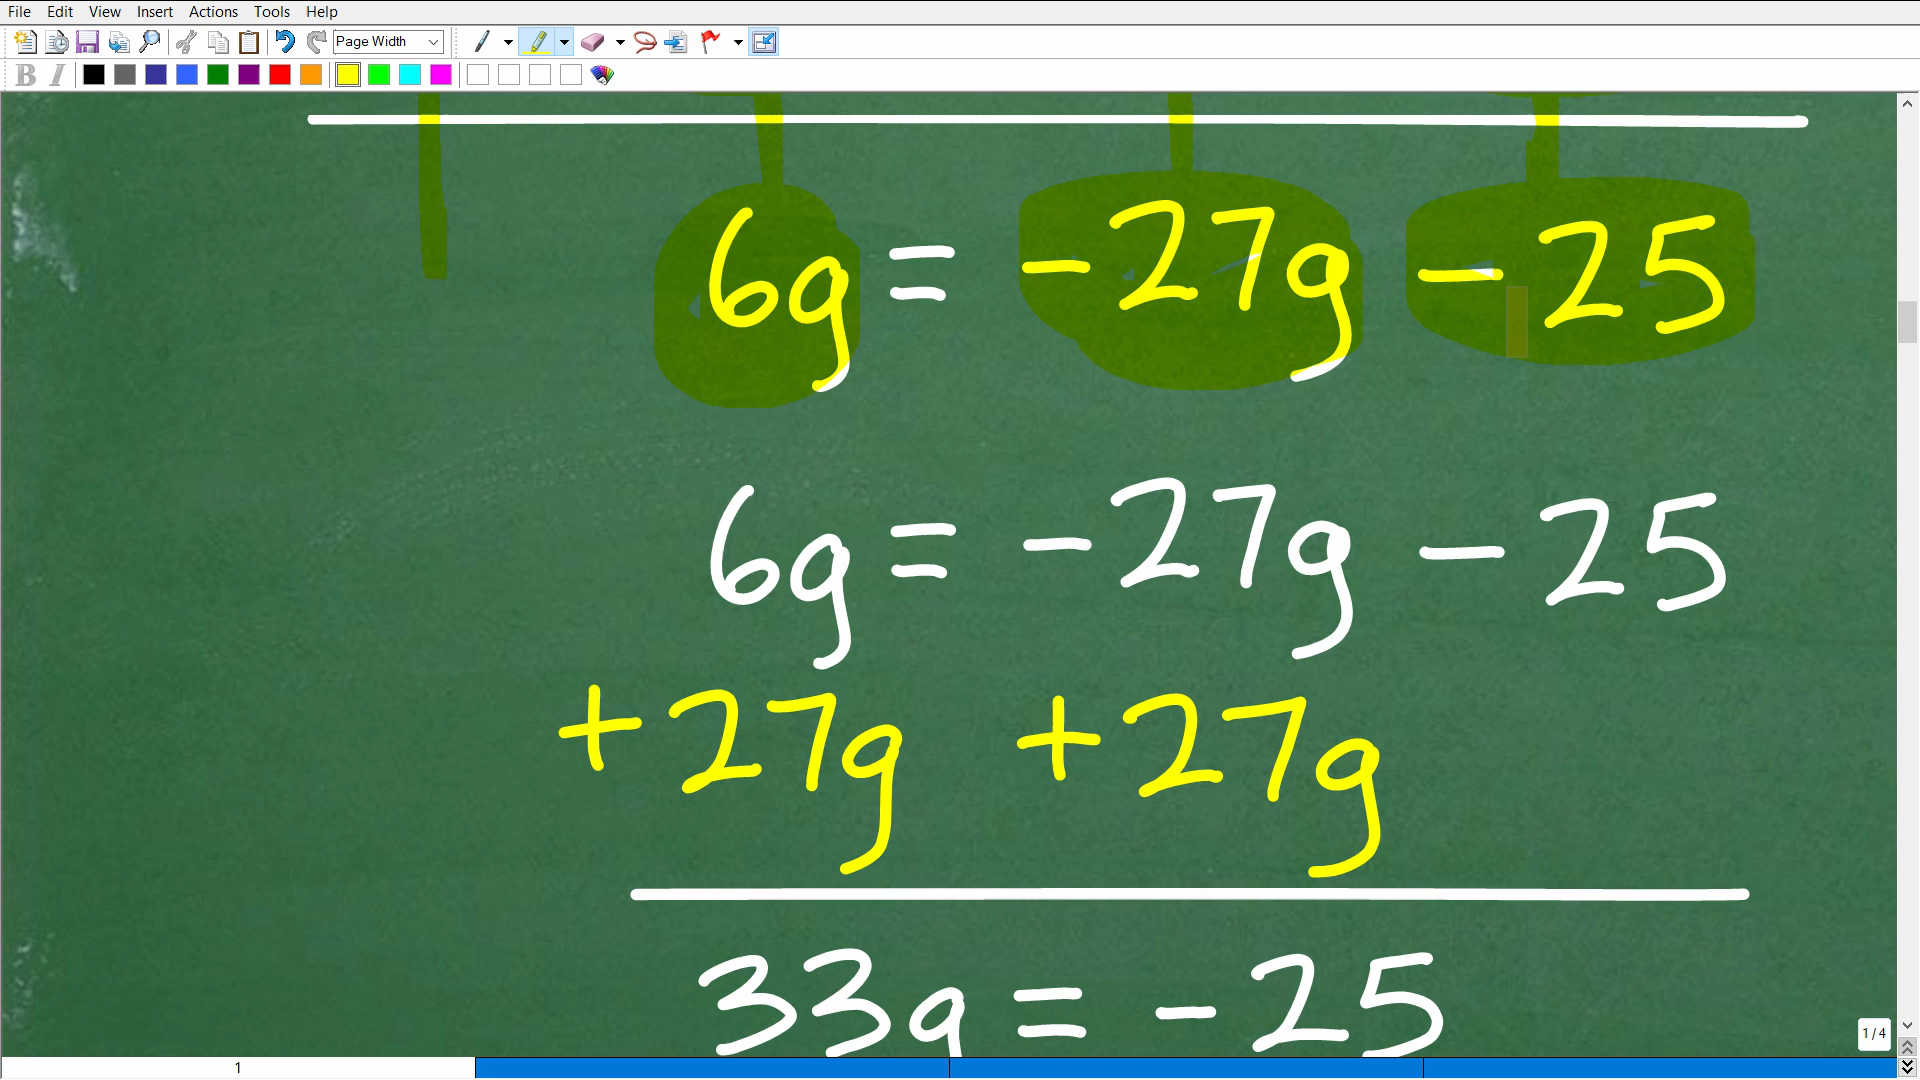 File Edit View Insert Actions Tools Help
Page Width
B I
6g = -27g - 25
6g = -27g - 25
+27g +27g
33g = -25
1 / 4
1